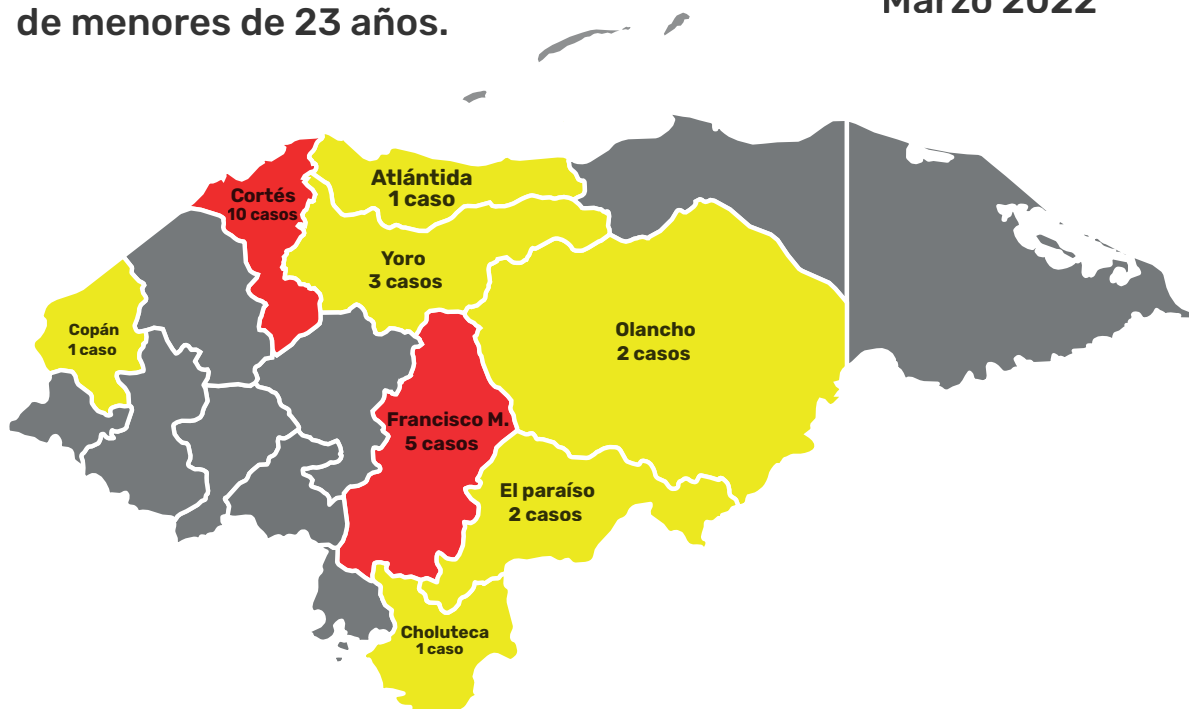 de menores de 23 años.
Marzo 2022
Atlántida
1 caso
Cortés
10 casos
Yoro
3 casos
Copán
1 caso
Olancho
2 casos
Francisco M.
5 casos
El paraíso
2 casos
Choluteca
1 caso